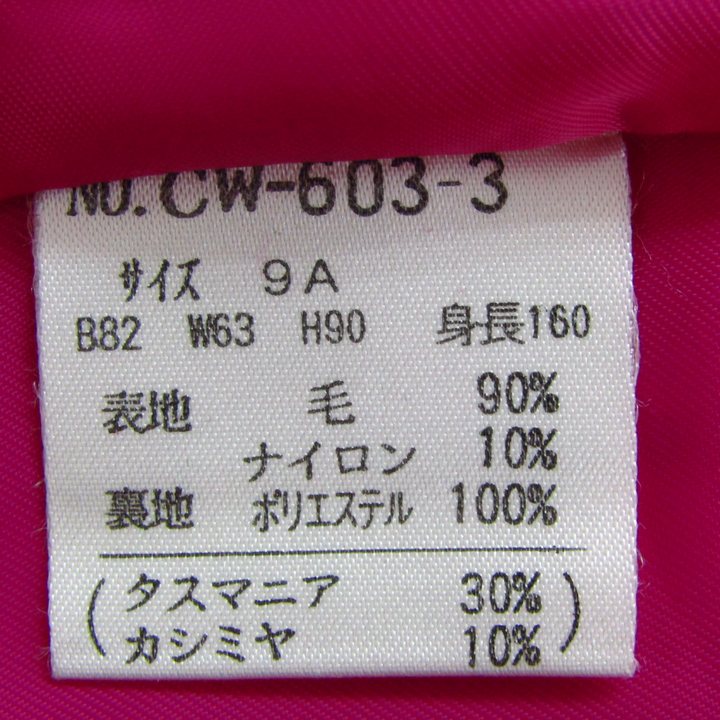 NO.CW-603-3
サイズ 9A
B82 W63 H90 身長160
表地 毛 90%
ナイロン 10%
裏地 ポリエステル 100%
(タスマニア 30%
カシミヤ 10%)